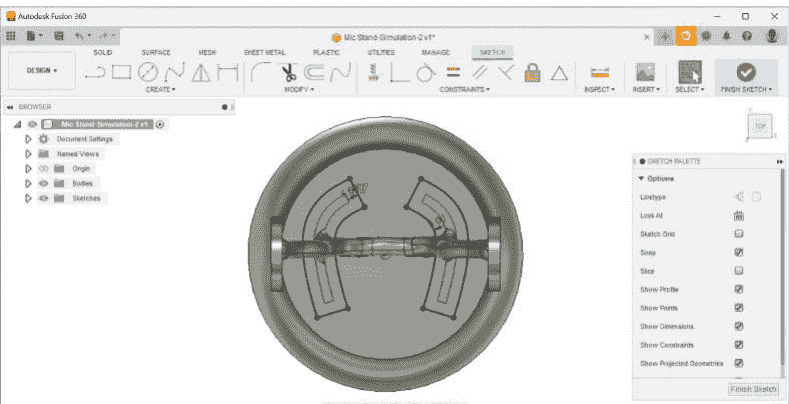 Autodesk Fusion 360
Mic Stand-Simulation-2 v1*
SOLID SURFACE MESH SHEET METAL PLASTIC UTILITIES MANAGE SKETCH
DESIGN
CREATE MODIFY CONSTRAINTS INSPECT INSERT SELECT FINISH SKETCH
BROWSER
Mic Stand-Simulation-2 v1
Document Settings
Named Views
Origin
Bodies
Sketches
TOP
SKETCH PALETTE
Options
Linetype
Look At
Sketch Grid
Snap
Slice
Show Profile
Show Points
Show Dimensions
Show Constraints
Show Projected Geometries
Finish Sketch